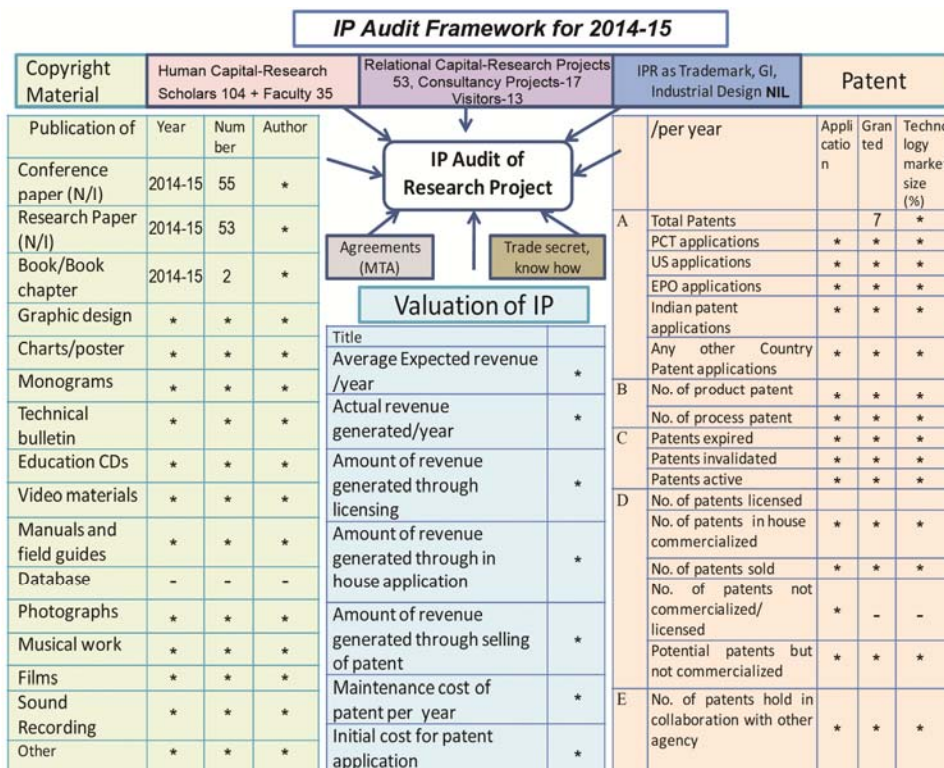 IP Audit Framework for 2014-15
Copyright
Material
Human Capital-Research
Scholars 104 + Faculty 35
Relational Capital-Research Projects
53, Consultancy Projects-17
Visitors-13
IPR as Trademark, GI,
Industrial Design NIL
Patent
Publication of Year Num Author
ber
Conference
paper (N/I) 2014-15 55 *
Research Paper
(N/I) 2014-15 53 *
Book/Book
chapter 2014-15 2 *
Graphic design * * *
Charts/poster * * *
Monograms * * *
Technical
bulletin * * *
Education CDs * * *
Video materials * * *
Manuals and
field guides * * *
Database - - -
Photographs * * *
Musical work * * *
Films * * *
Sound
Recording * * *
Other * * *
IP Audit of
Research Project
Agreements
(MTA)
Trade secret,
know how
Valuation of IP
Title
Average Expected revenue
/year *
Actual revenue
generated/year *
Amount of revenue
generated through
licensing *
Amount of revenue
generated through in
house application *
Amount of revenue
generated through selling
of patent *
Maintenance cost of
patent per year *
Initial cost for patent
application *
/per year Appli Gran Techno
catio ted logy
n market
size
(%)
A Total Patents 7 *
PCT applications * * *
US applications * * *
EPO applications * * *
Indian patent * * *
applications
Any other Country
Patent applications * * *
B No. of product patent * * *
No. of process patent * * *
C Patents expired * * *
Patents invalidated * * *
Patents active * * *
D No. of patents licensed
No. of patents in house * * *
commercialized
No. of patents sold * * *
No. of patents not
commercialized/ * - -
licensed
Potential patents but * * *
not commercialized
E No. of patents hold in
collaboration with other
agency * * *